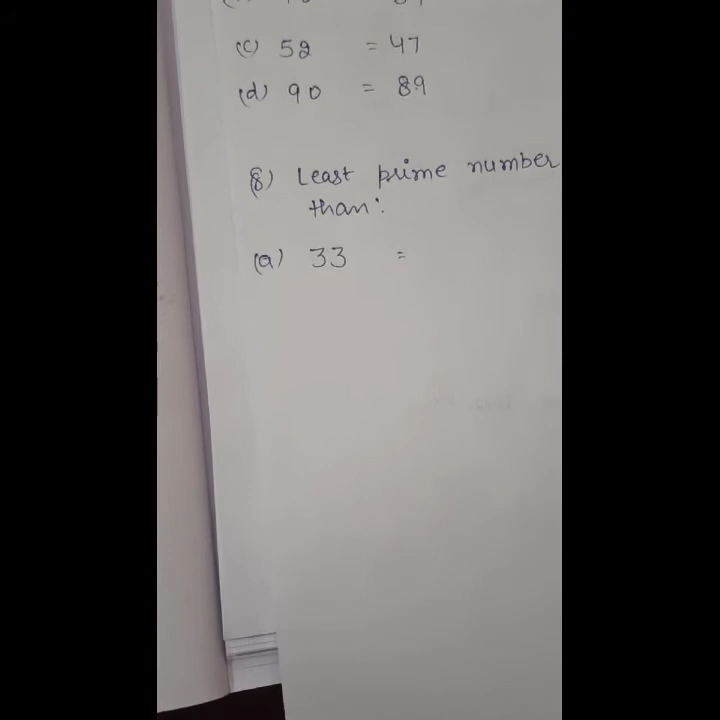 (c) 52 = 47
(d) 90 = 89
(8) Least prime number
than:
(a) 33 =